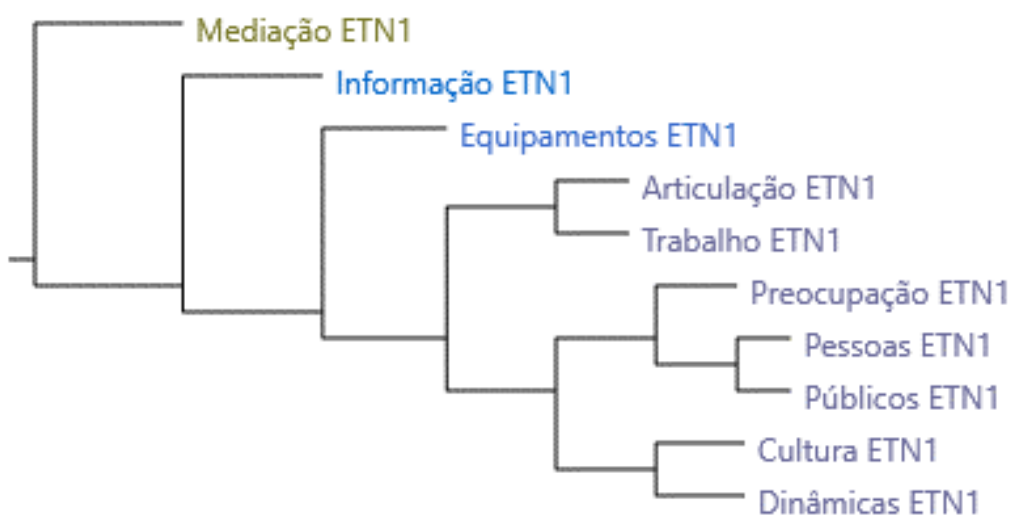 Mediação ETN1
Informação ETN1
Equipamentos ETN1
Articulação ETN1
Trabalho ETN1
Preocupação ETN1
Pessoas ETN1
Públicos ETN1
Cultura ETN1
Dinâmicas ETN1